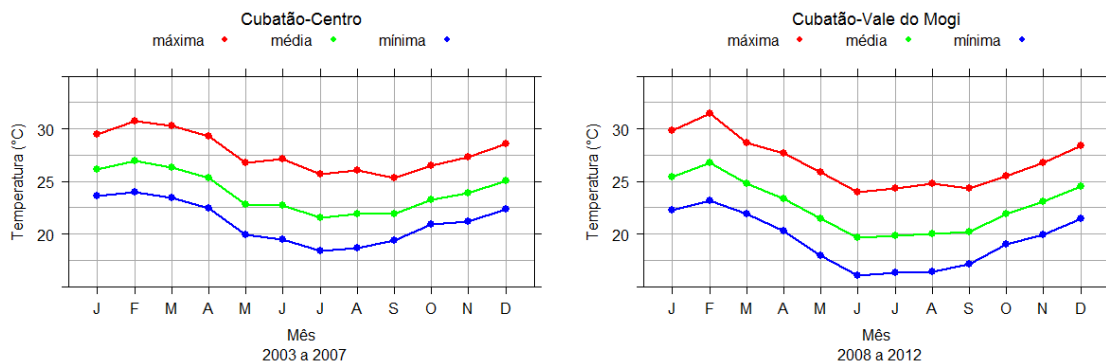 Cubatão-Centro
máxima média mínima
Temperatura (°C)
30
25
20
J F M A M J J A S O N D
Mês
2003 a 2007
Cubatão-Vale do Mogi
máxima média mínima
Temperatura (°C)
30
25
20
J F M A M J J A S O N D
Mês
2008 a 2012